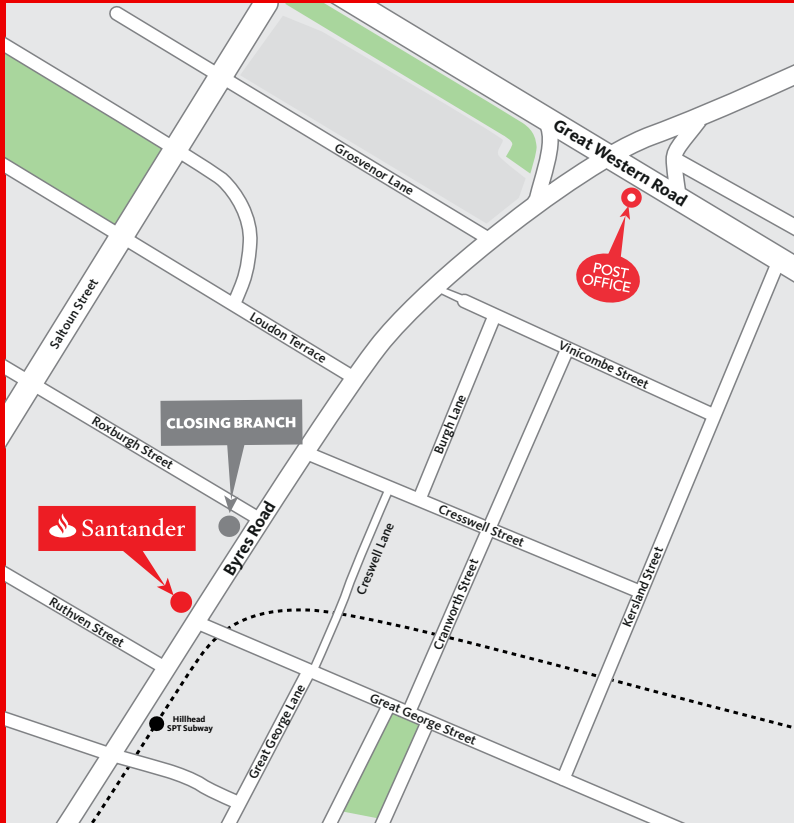 Great Western Road
Grosvenor Lane
POST
OFFICE
Saltoun Street
Loudon Terrace
Vinicombe Street
Burgh Lane
CLOSING BRANCH
Roxburgh Street
Byres Road
Cresswell Street
Santander
Creswell Lane
Cranworth Street
Kersland Street
Ruthven Street
Great George Lane
Great George Street
Hillhead
SPT Subway